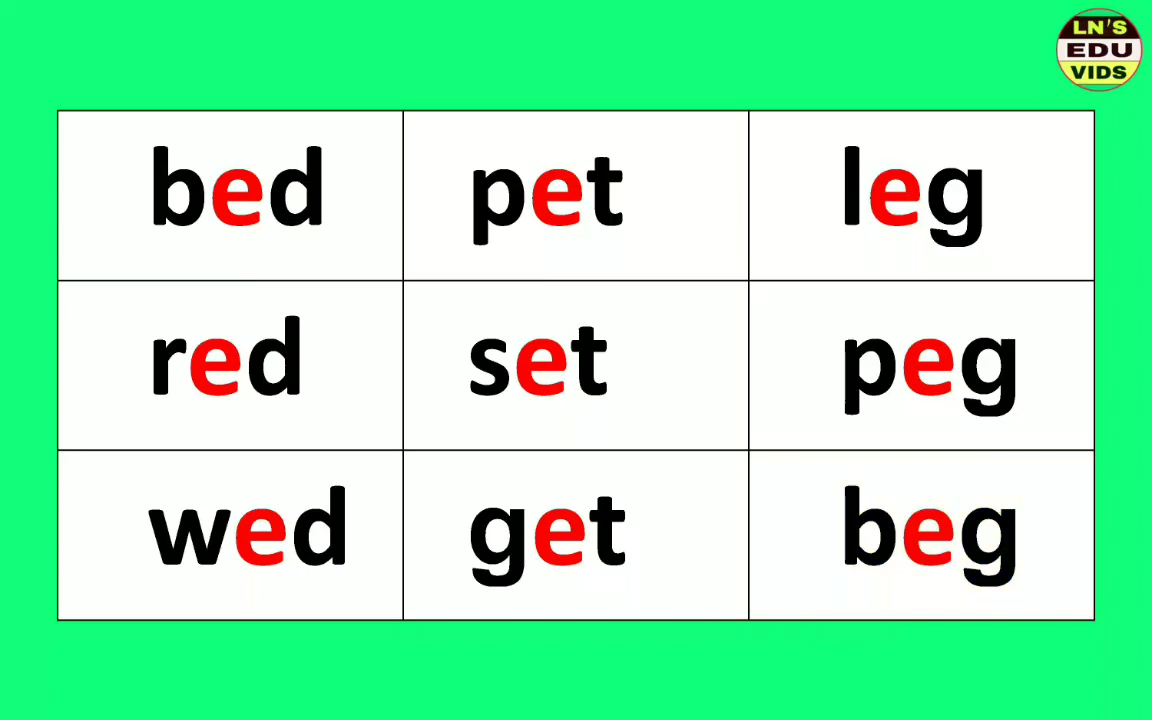 LN'S
EDU
VIDS
bed pet leg
red set peg
wed get beg